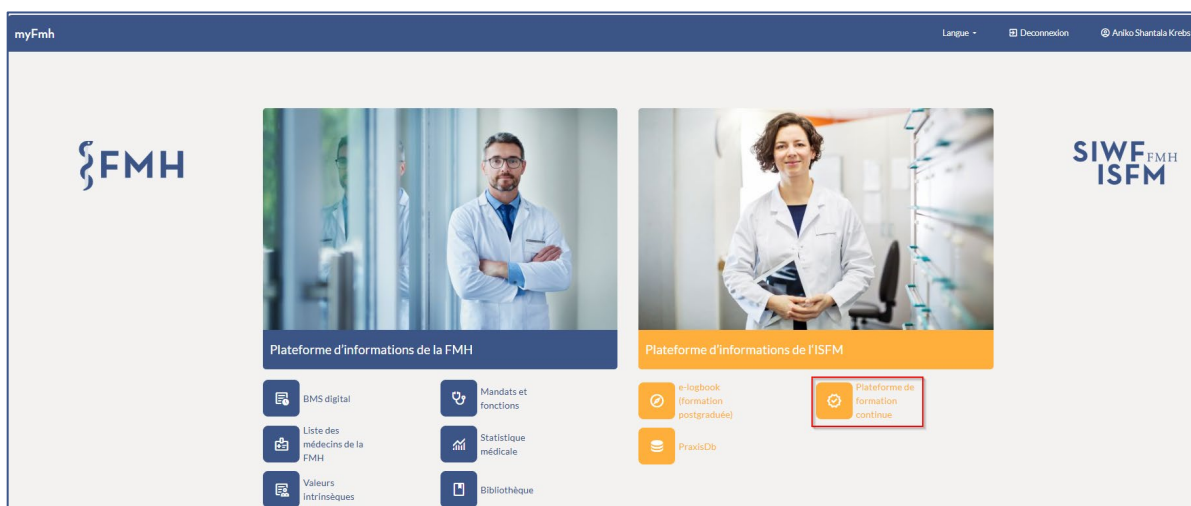 myFmh
Langue
Deconnexion
Aniko Shantala Krebs
FMH
SIWF FMH
ISFM
Plateforme d'informations de la FMH
Plateforme d'informations de l'ISFM
BMS digital
Mandats et
fonctions
e-logbook
(formation
postgraduée)
Plateforme de
formation
continue
Liste des
médecins de la
FMH
Statistique
médicale
PraxisDb
Valeurs
intrinsèques
Bibliothèque